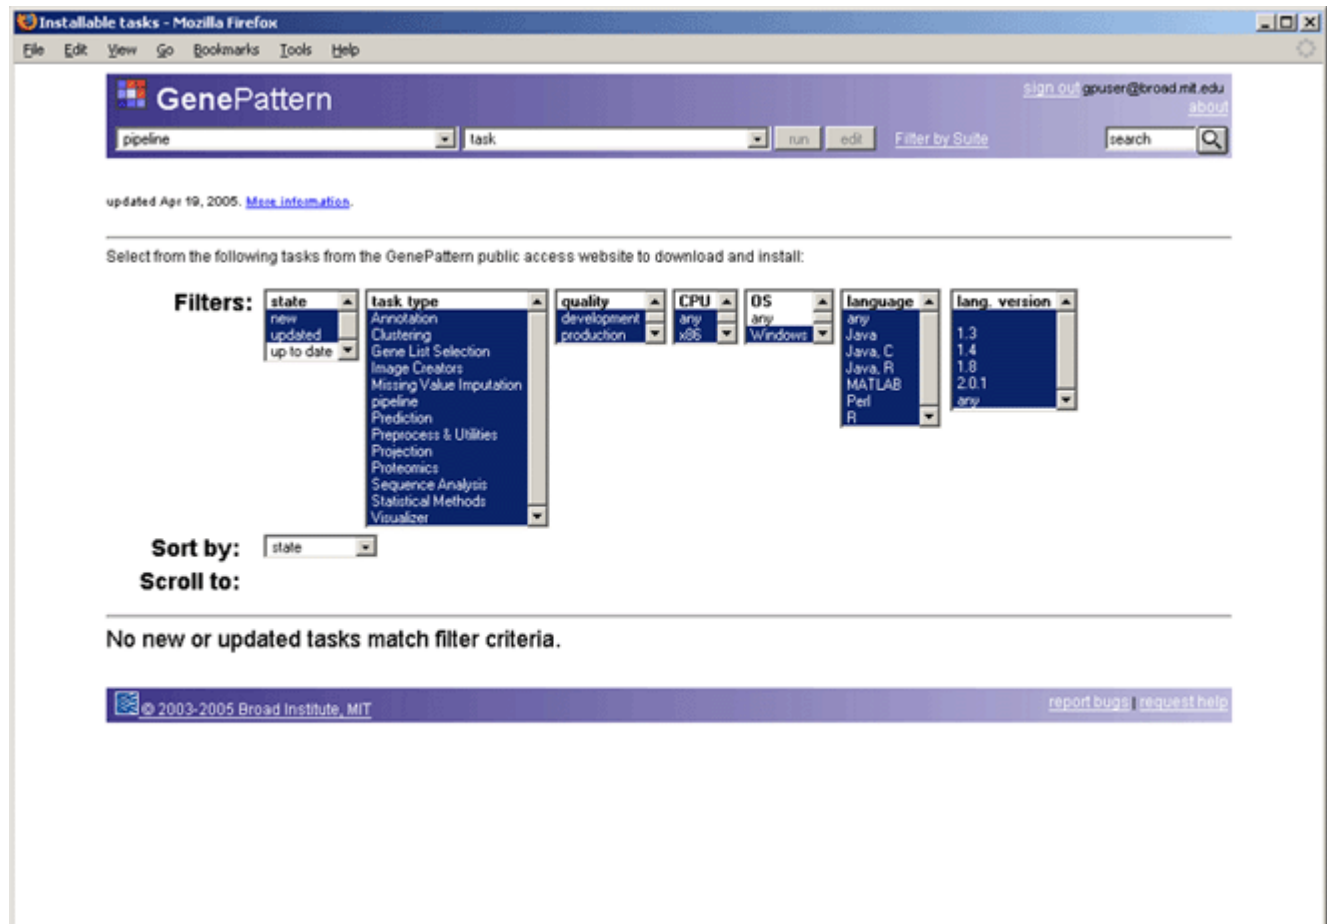 Installable tasks - Mozilla Firefox
File Edit View Go Bookmarks Tools Help
GenePattern
sign out gpuser@broad.mit.edu
about
pipeline task run edit Filter by Suite search
updated Apr 19, 2005. More information.
Select from the following tasks from the GenePattern public access website to download and install:
Filters:
state
new
updated
up to date
task type
Annotation
Clustering
Gene List Selection
Image Creators
Missing Value Imputation
pipeline
Prediction
Preprocess & Utilities
Projection
Proteomics
Sequence Analysis
Statistical Methods
Visualizer
quality
development
production
CPU
any
x86
OS
any
Windows
language
any
Java
Java, C
Java, R
MATLAB
Perl
R
lang. version
1.3
1.4
1.8
2.0.1
any
Sort by: state
Scroll to:
No new or updated tasks match filter criteria.
© 2003-2005 Broad Institute, MIT
report bugs | request help